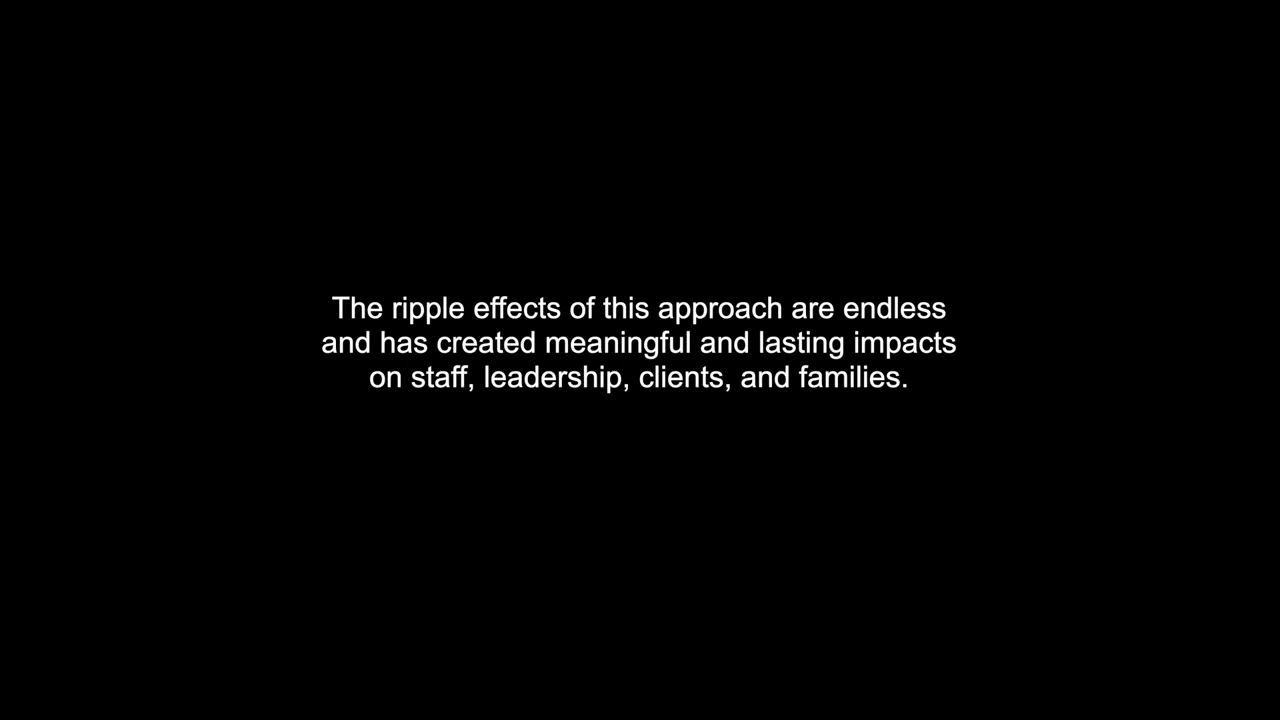 The ripple effects of this approach are endless
and has created meaningful and lasting impacts
on staff, leadership, clients, and families.